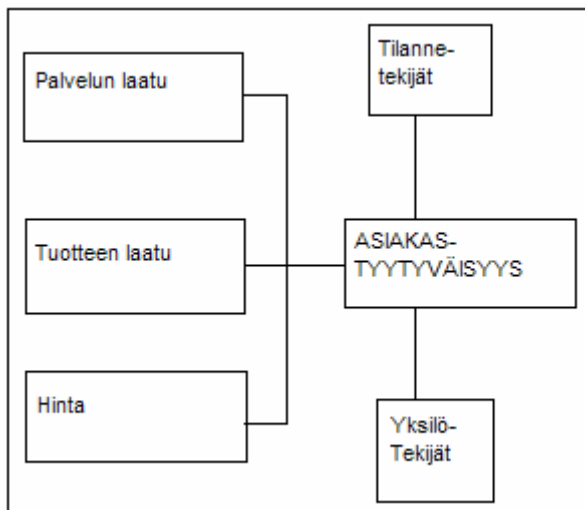 Palvelun laatu
Tilanne-
tekijät
Tuotteen laatu
ASIAKAS-
TYYTYVÄISYYS
Hinta
Yksilö-
Tekijät